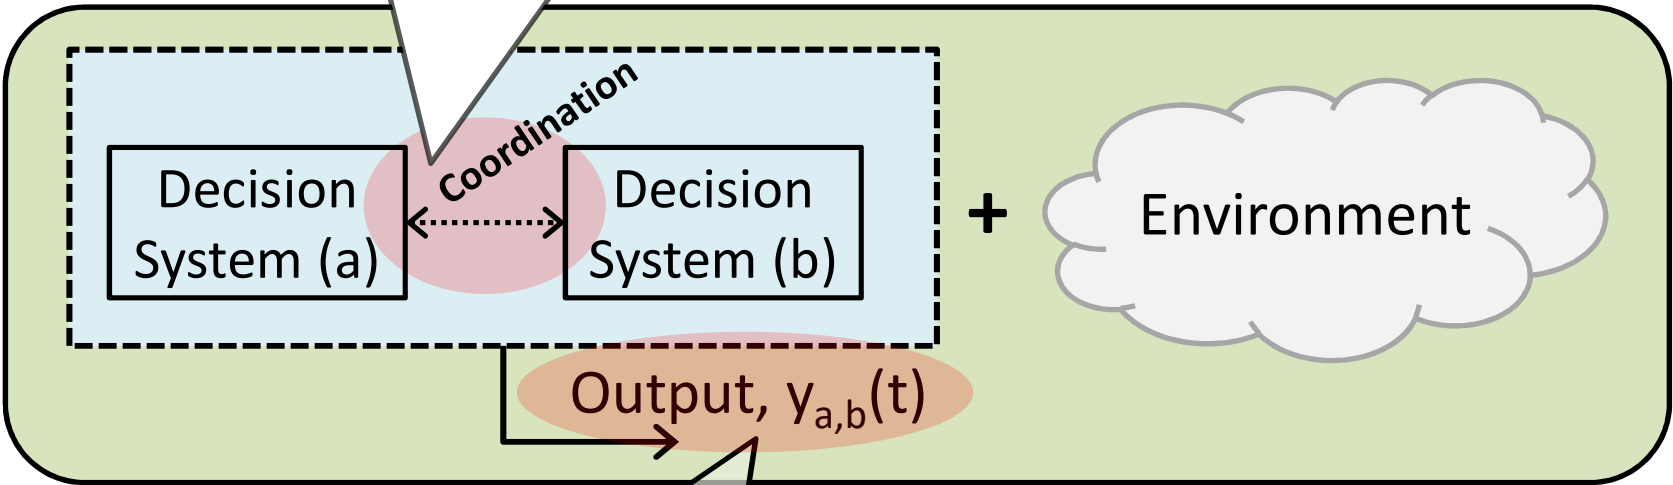 Coordination
Decision
System (a)
Decision
System (b)
+
Environment
Output, yₐ,b(t)